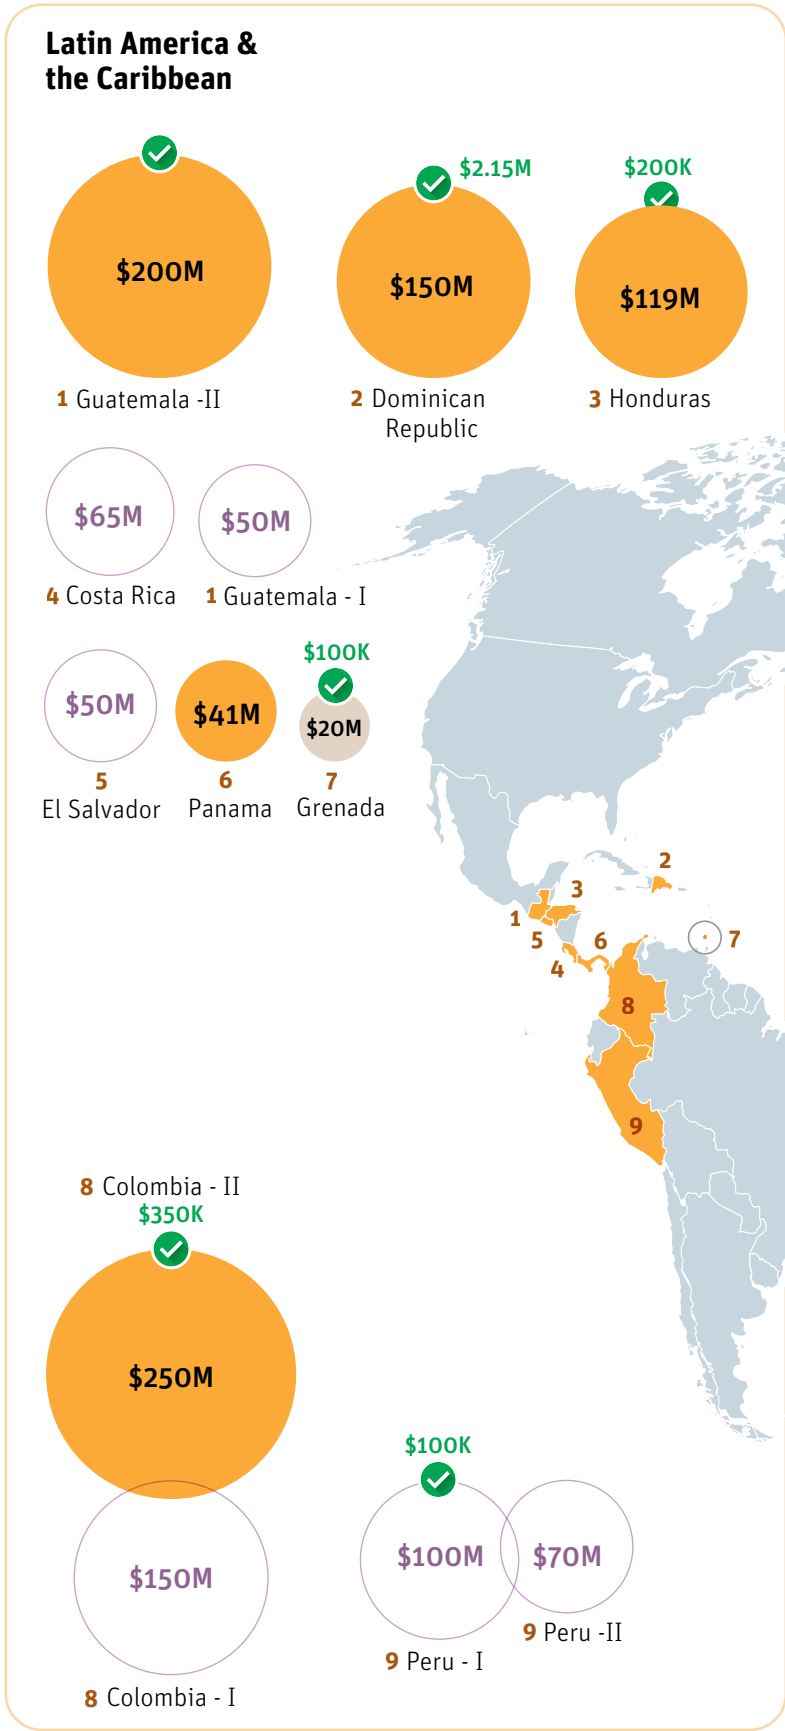 Latin America &
the Caribbean
$200M
1 Guatemala -II
$2.15M
$150M
2 Dominican
Republic
$200K
$119M
3 Honduras
$65M
4 Costa Rica
$50M
1 Guatemala - I
$50M
5
El Salvador
$41M
6
Panama
$100K
$20M
7
Grenada
2
3
1
5
6
4
7
8
9
8 Colombia - II
$350K
$250M
$150M
8 Colombia - I
$100K
$100M
9 Peru - I
$70M
9 Peru -II